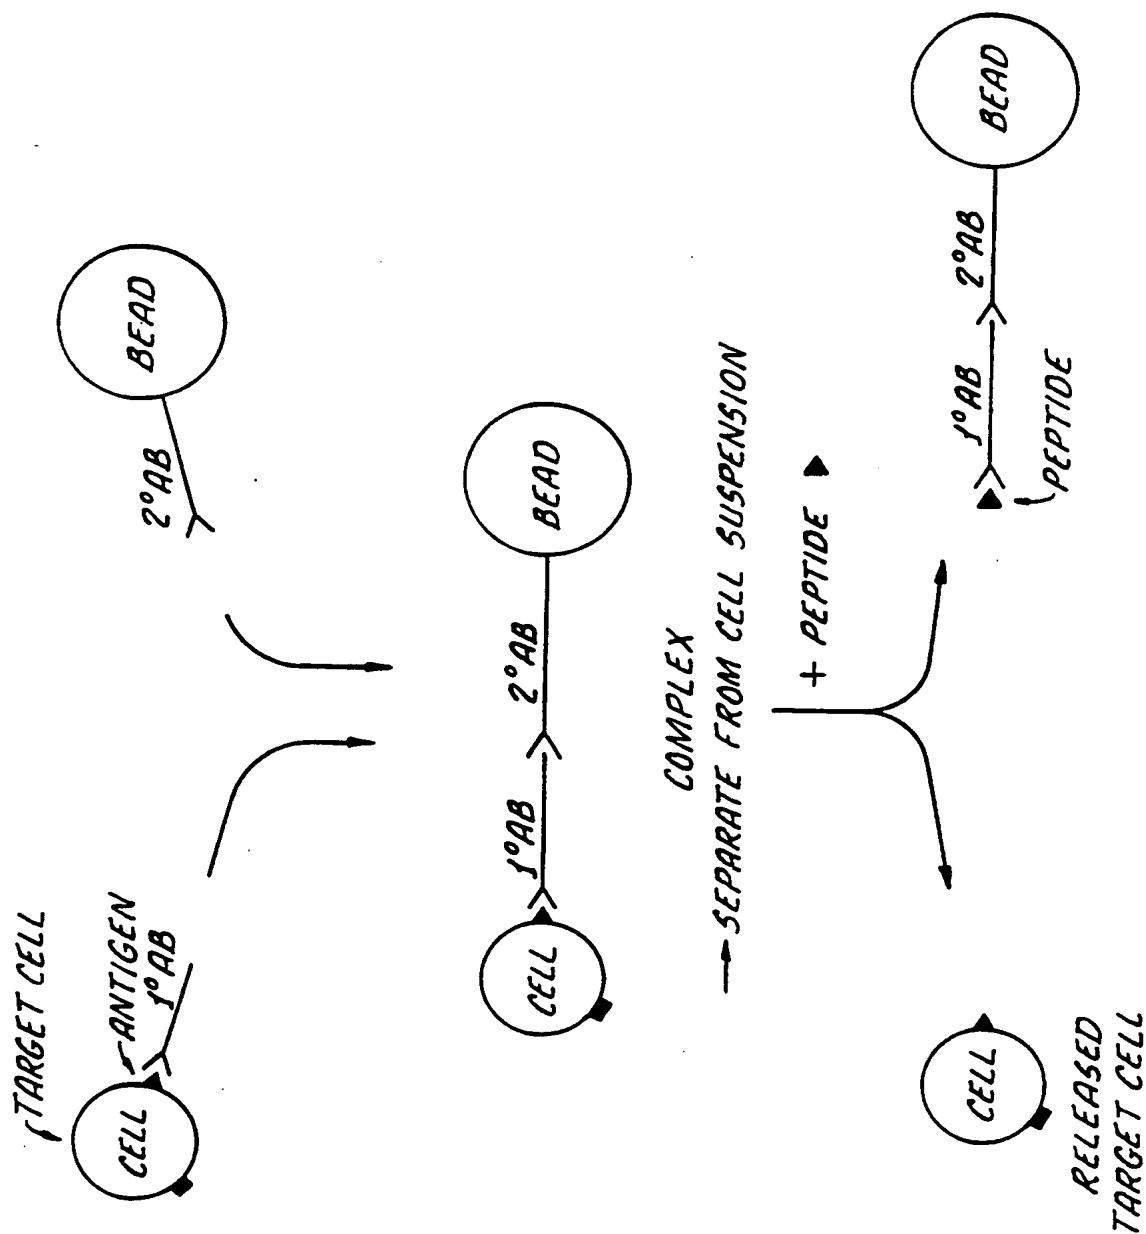 TARGET CELL
ANTIGEN
1°AB
CELL
2°AB
BEAD
CELL
1°AB
2°AB
BEAD
COMPLEX
SEPARATE FROM CELL SUSPENSION
+ PEPTIDE
CELL
RELEASED
TARGET CELL
1°AB
2°AB
BEAD
PEPTIDE